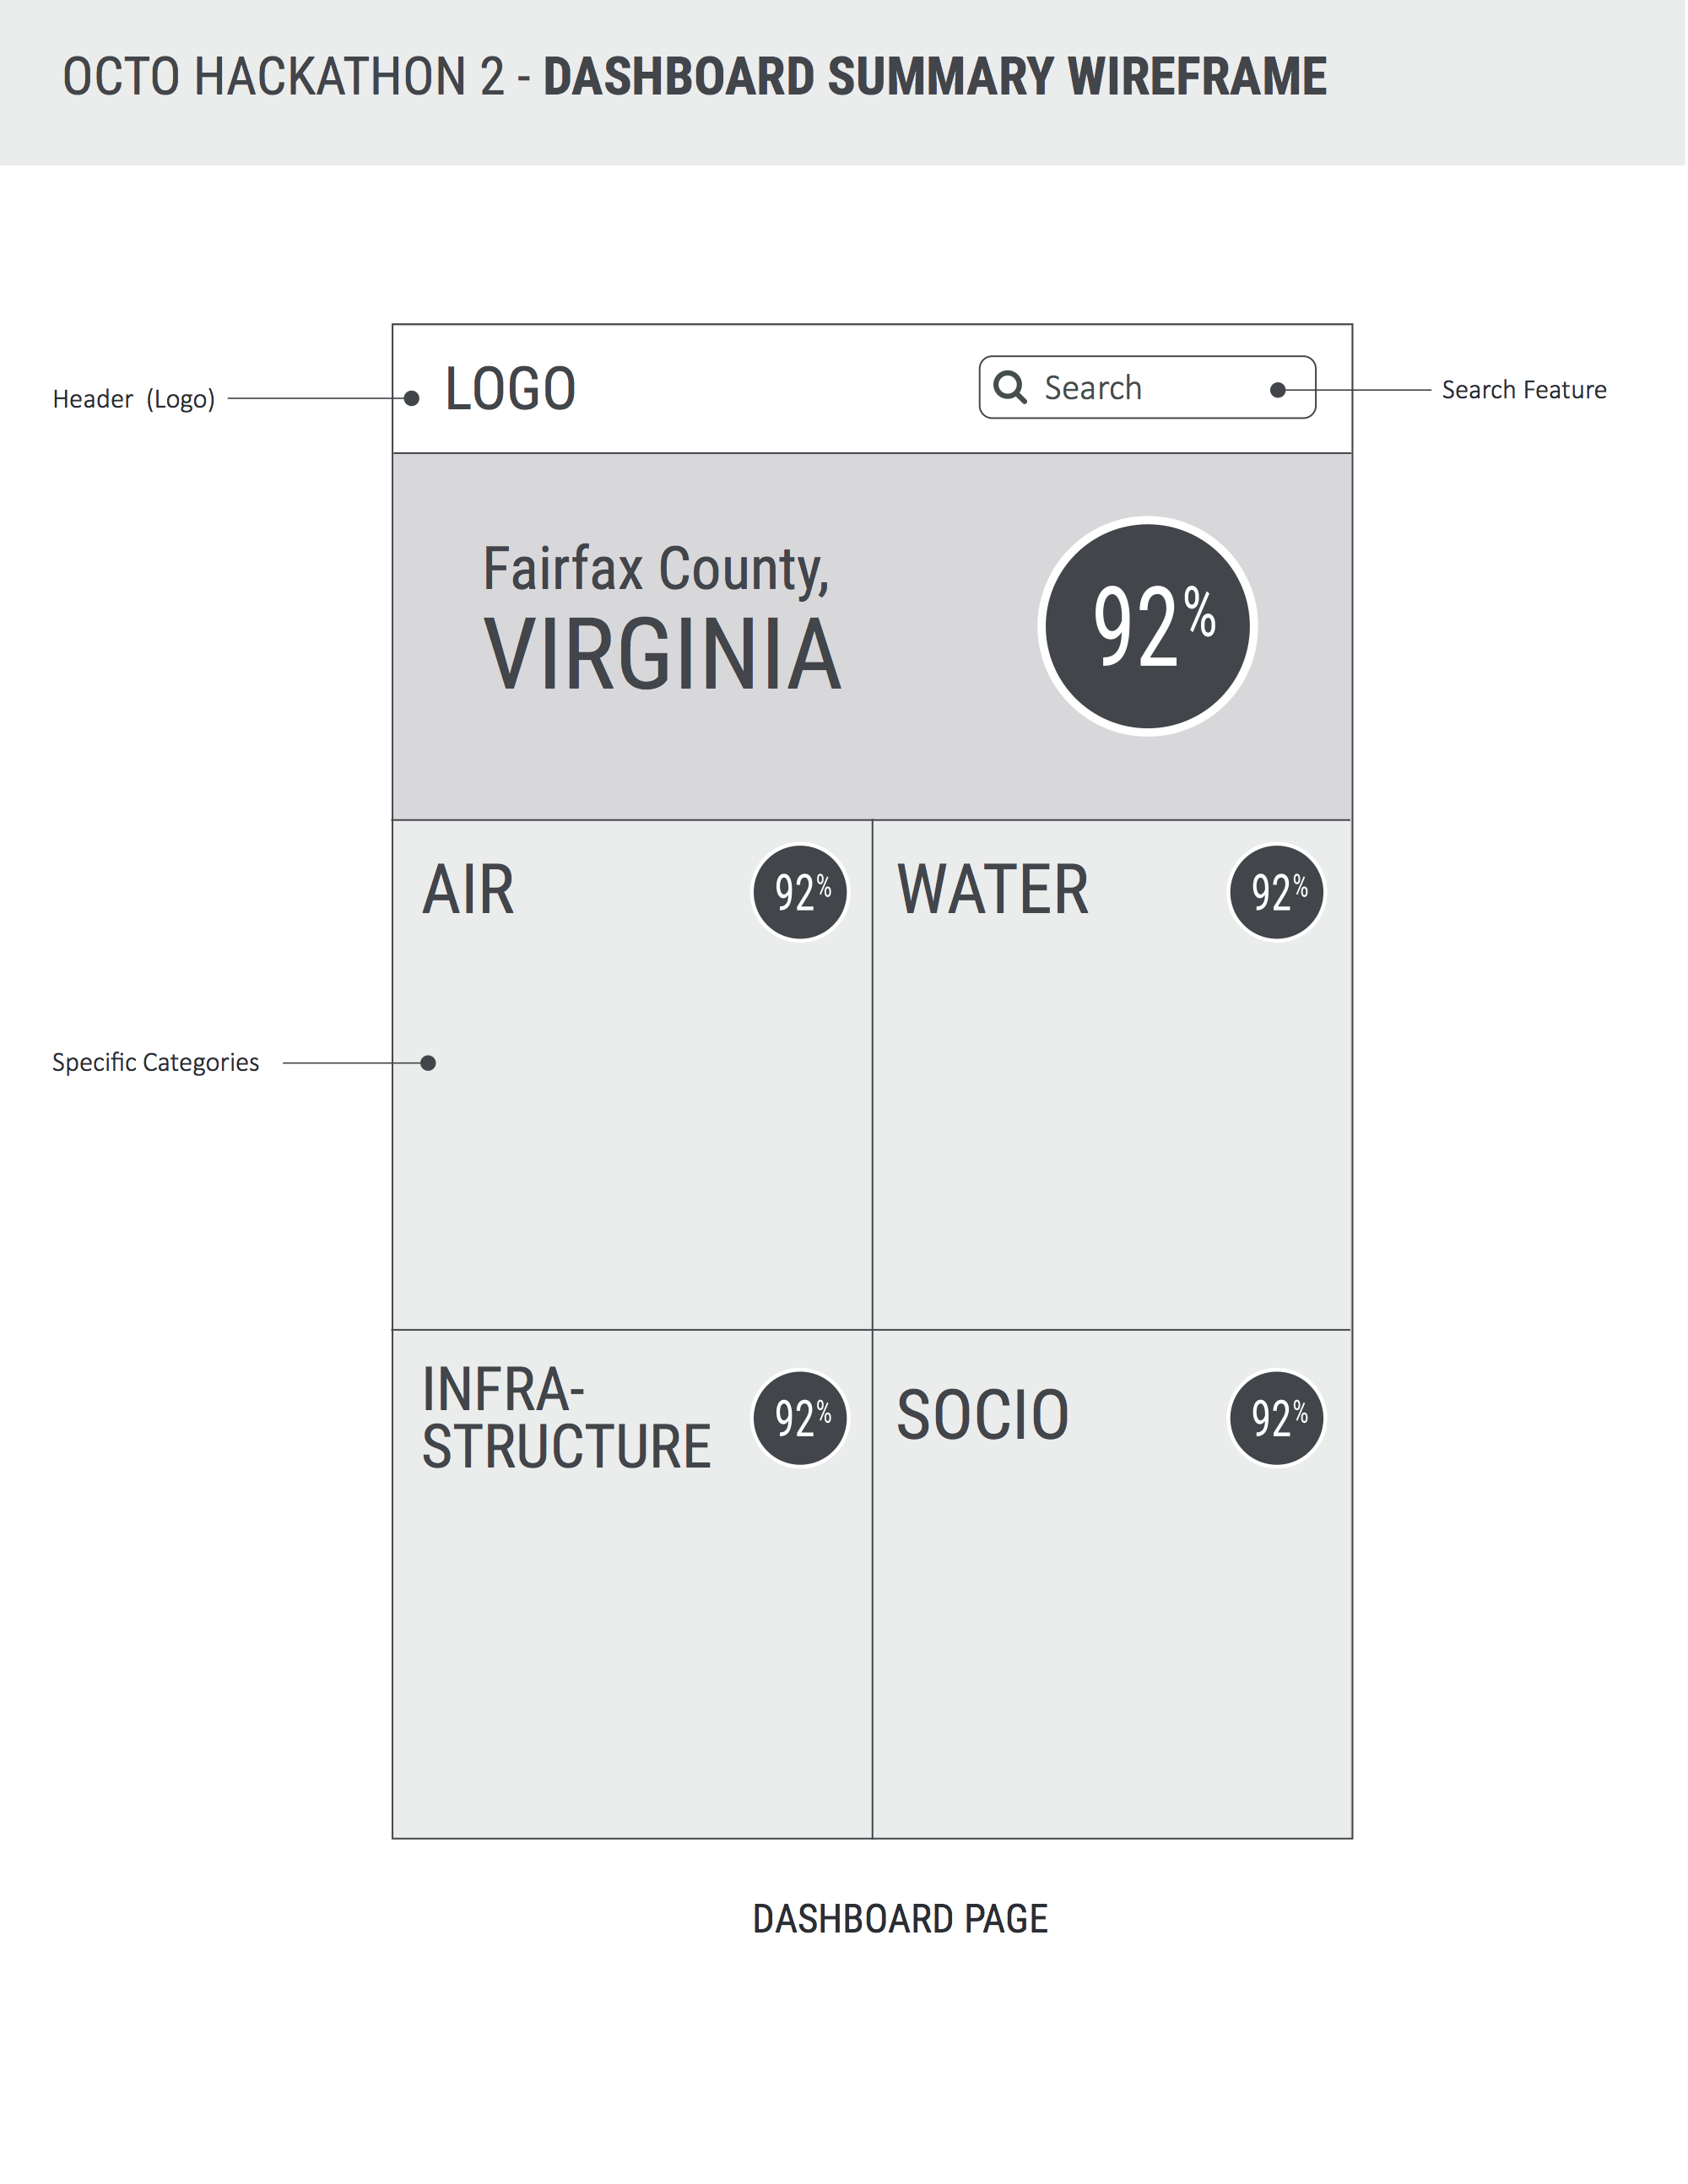 OCTO HACKATHON 2 - DASHBOARD SUMMARY WIREFRAME
Header (Logo)
LOGO
Search
Search Feature
Fairfax County,
VIRGINIA
92%
AIR
92%
WATER
92%
Specific Categories
INFRA-
STRUCTURE
92%
SOCIO
92%
DASHBOARD PAGE